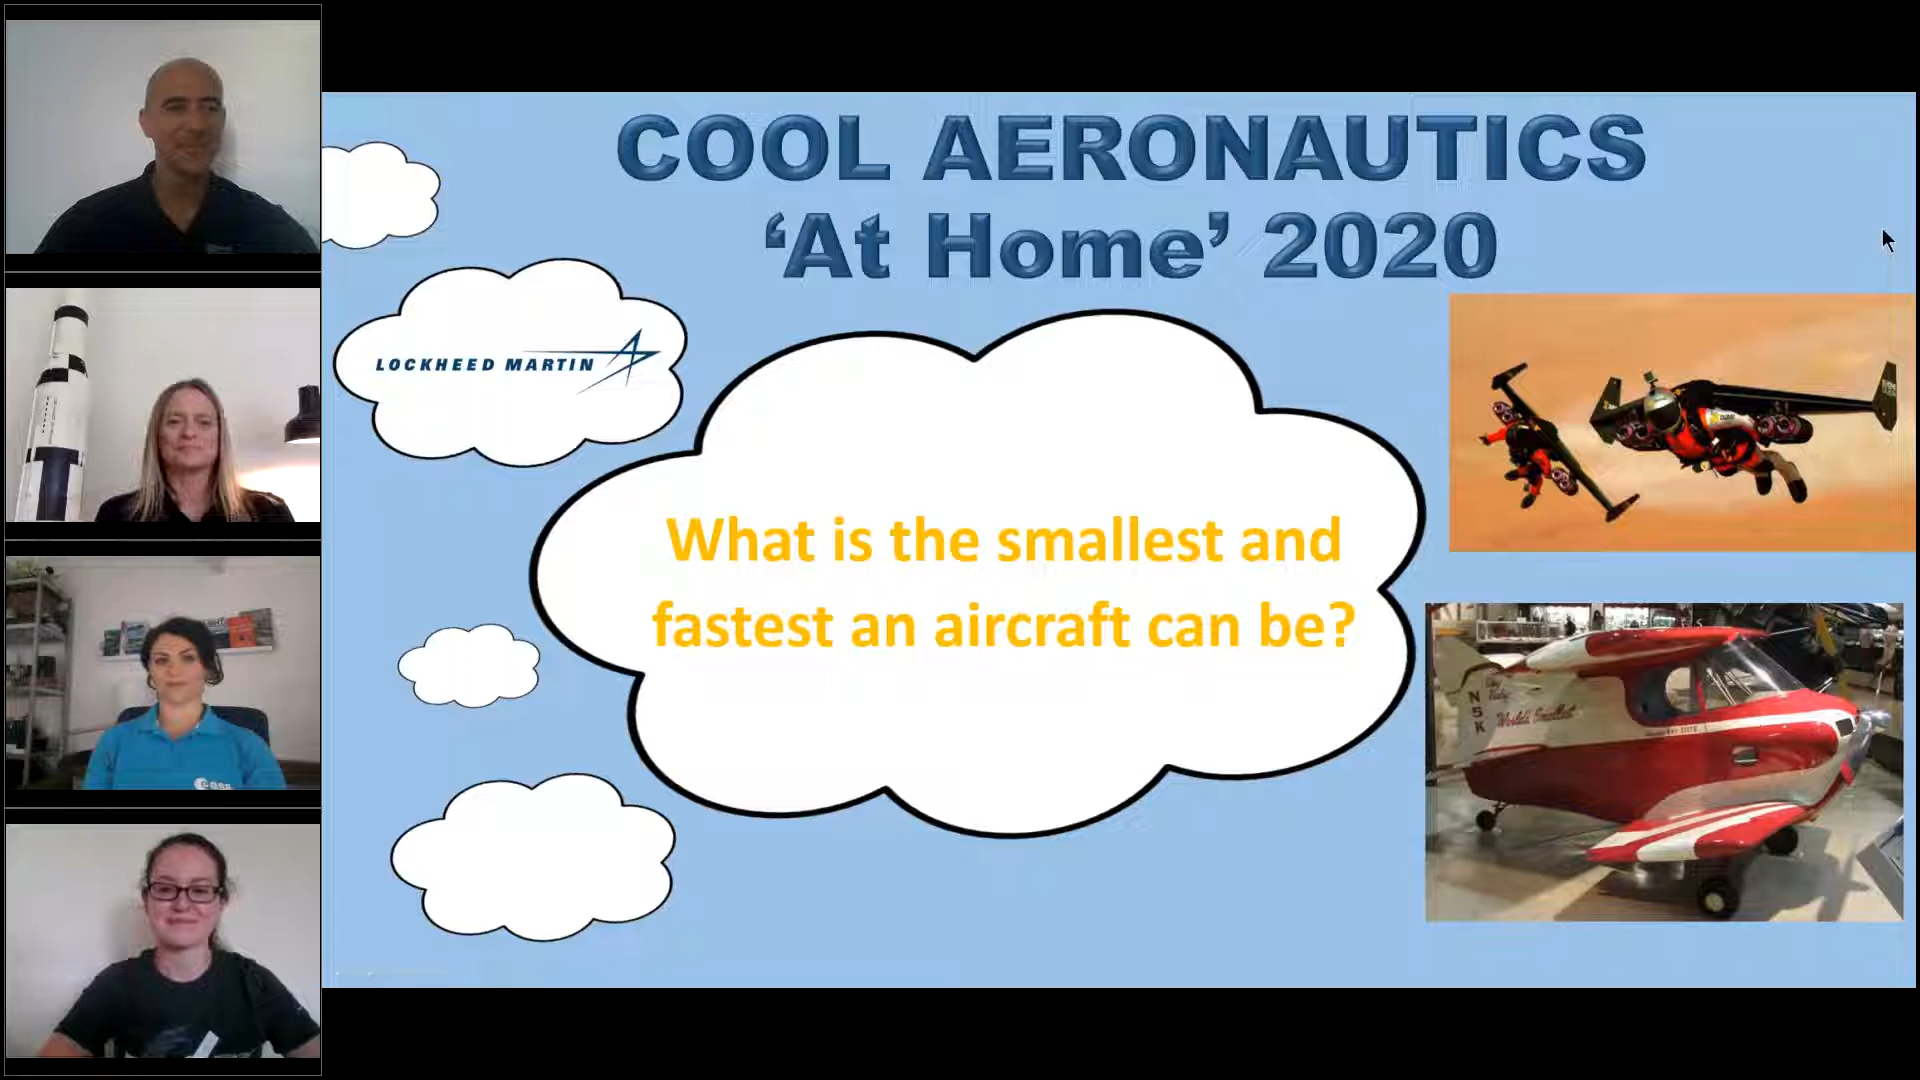 COOL AERONAUTICS
‘At Home’ 2020
LOCKHEED MARTIN
What is the smallest and
fastest an aircraft can be?
N5K
World's Smallest
esa